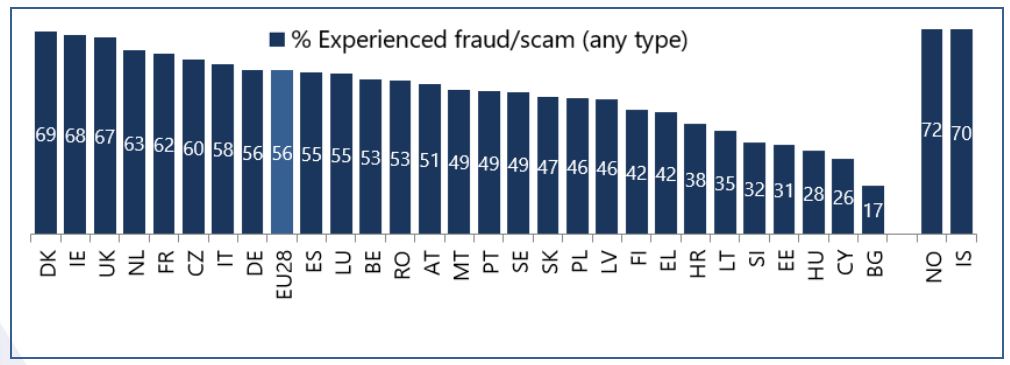 % Experienced fraud/scam (any type)
69 68 67 63 62 60 58 56 56 55 55 53 53 51 49 49 49 47 46 46 42 42 38 35 32 31 28 26 17 72 70
DK IE UK NL FR CZ IT DE EU28 ES LU BE RO AT MT PT SE SK PL LV FI EL HR LT SI EE HU CY BG NO IS